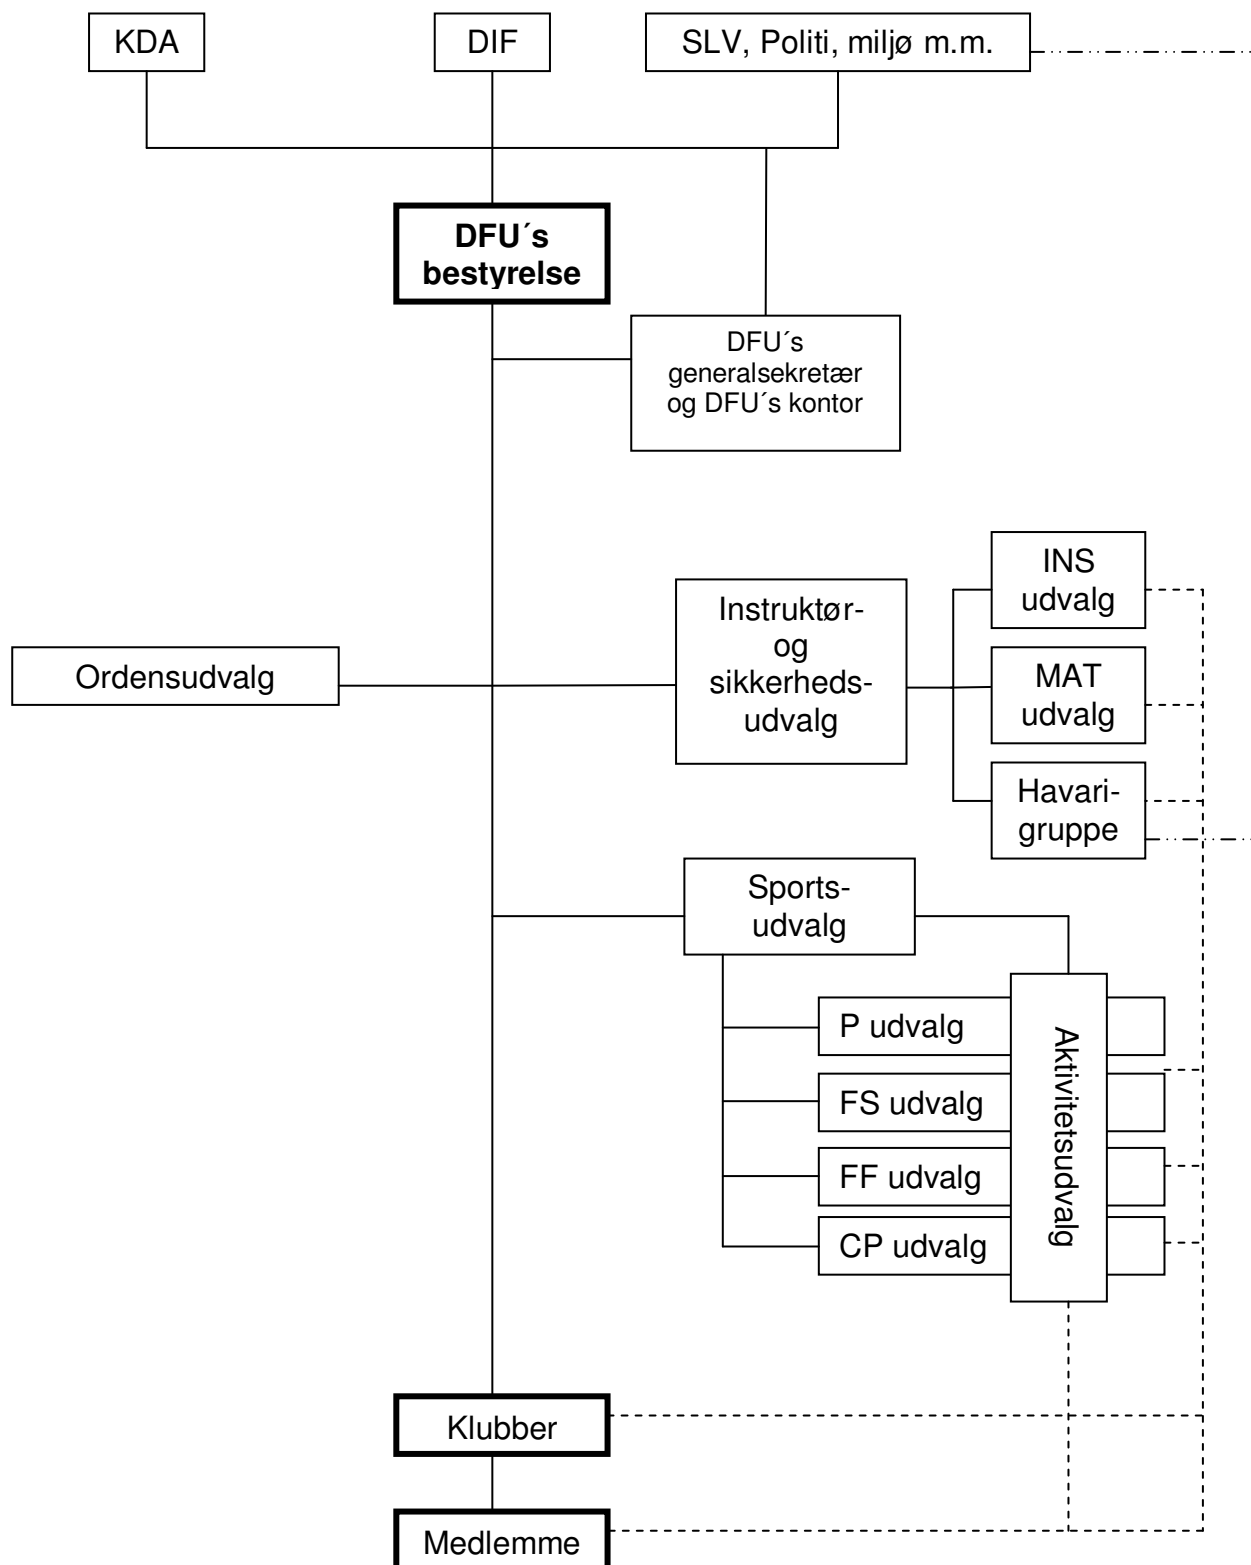 KDA
DIF
SLV, Politi, miljø m.m.
DFU´s
bestyrelse
DFU´s
generalsekretær
og DFU´s kontor
INS
udvalg
Instruktør-
og
sikkerheds-
udvalg
Ordensudvalg
MAT
udvalg
Havari-
gruppe
Sports-
udvalg
P udvalg
FS udvalg
FF udvalg
CP udvalg
Aktivitetsudvalg
Klubber
Medlemme